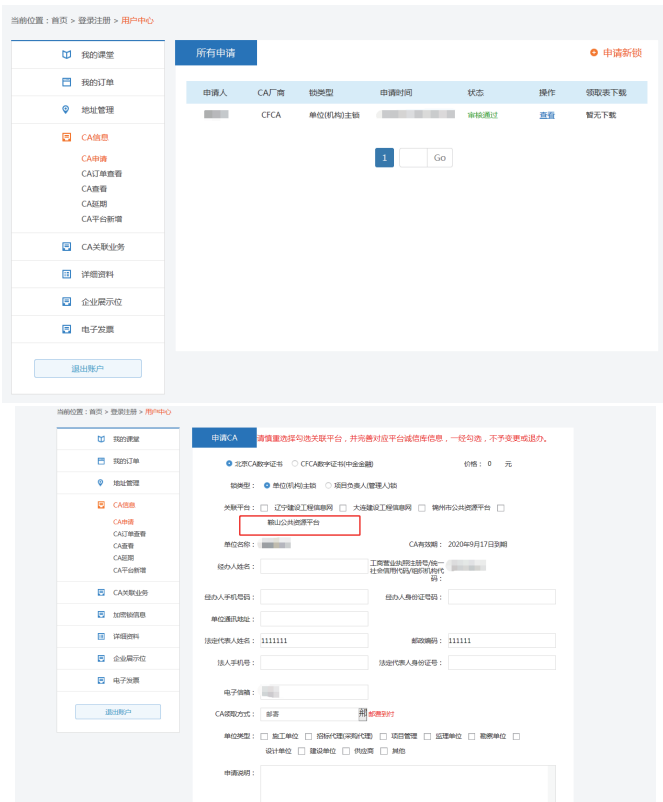 当前位置：首页 > 登录注册 > 用户中心
我的课堂
我的订单
地址管理
CA信息
CA申请
CA订单查看
CA查看
CA延期
CA平台新增
CA关联业务
详细资料
企业展示位
电子发票
退出账户
所有申请
申请新锁
申请人 CA厂商 锁类型 申请时间 状态 操作 领取表下载
CFCA 单位(机构)主锁 审核通过 查看 暂无下载
1 Go
当前位置：首页 > 登录注册 > 用户中心
我的课堂
我的订单
地址管理
CA信息
CA申请
CA订单查看
CA查看
CA延期
CA平台新增
CA关联业务
加密锁信息
详细资料
企业展示位
电子发票
退出账户
申请CA 请慎重选择勾选关联平台，并完善对应平台诚信库信息，一经勾选，不予变更或退办。
北京CA数字证书 CFCA数字证书(中金金融) 价格： 0 元
锁类型： 单位(机构)主锁 项目负责人(管理人)锁
关联平台： 辽宁建设工程信息网 大连建设工程信息网 锦州市公共资源平台
鞍山公共资源平台
单位名称： CA有效期： 2020年9月17日到期
经办人姓名： 工商营业执照注册号/统一社会信用代码/组织机构代码：
经办人手机号码： 经办人身份证号码：
单位通讯地址：
法定代表人姓名： 1111111 邮政编码： 111111
法人手机号： 法定代表人身份证号：
电子信箱：
CA领取方式： 邮寄 邮递到付
单位类型： 施工单位 招标代理(采购代理) 项目管理 监理单位 勘察单位
设计单位 建设单位 供应商 其他
申请说明：